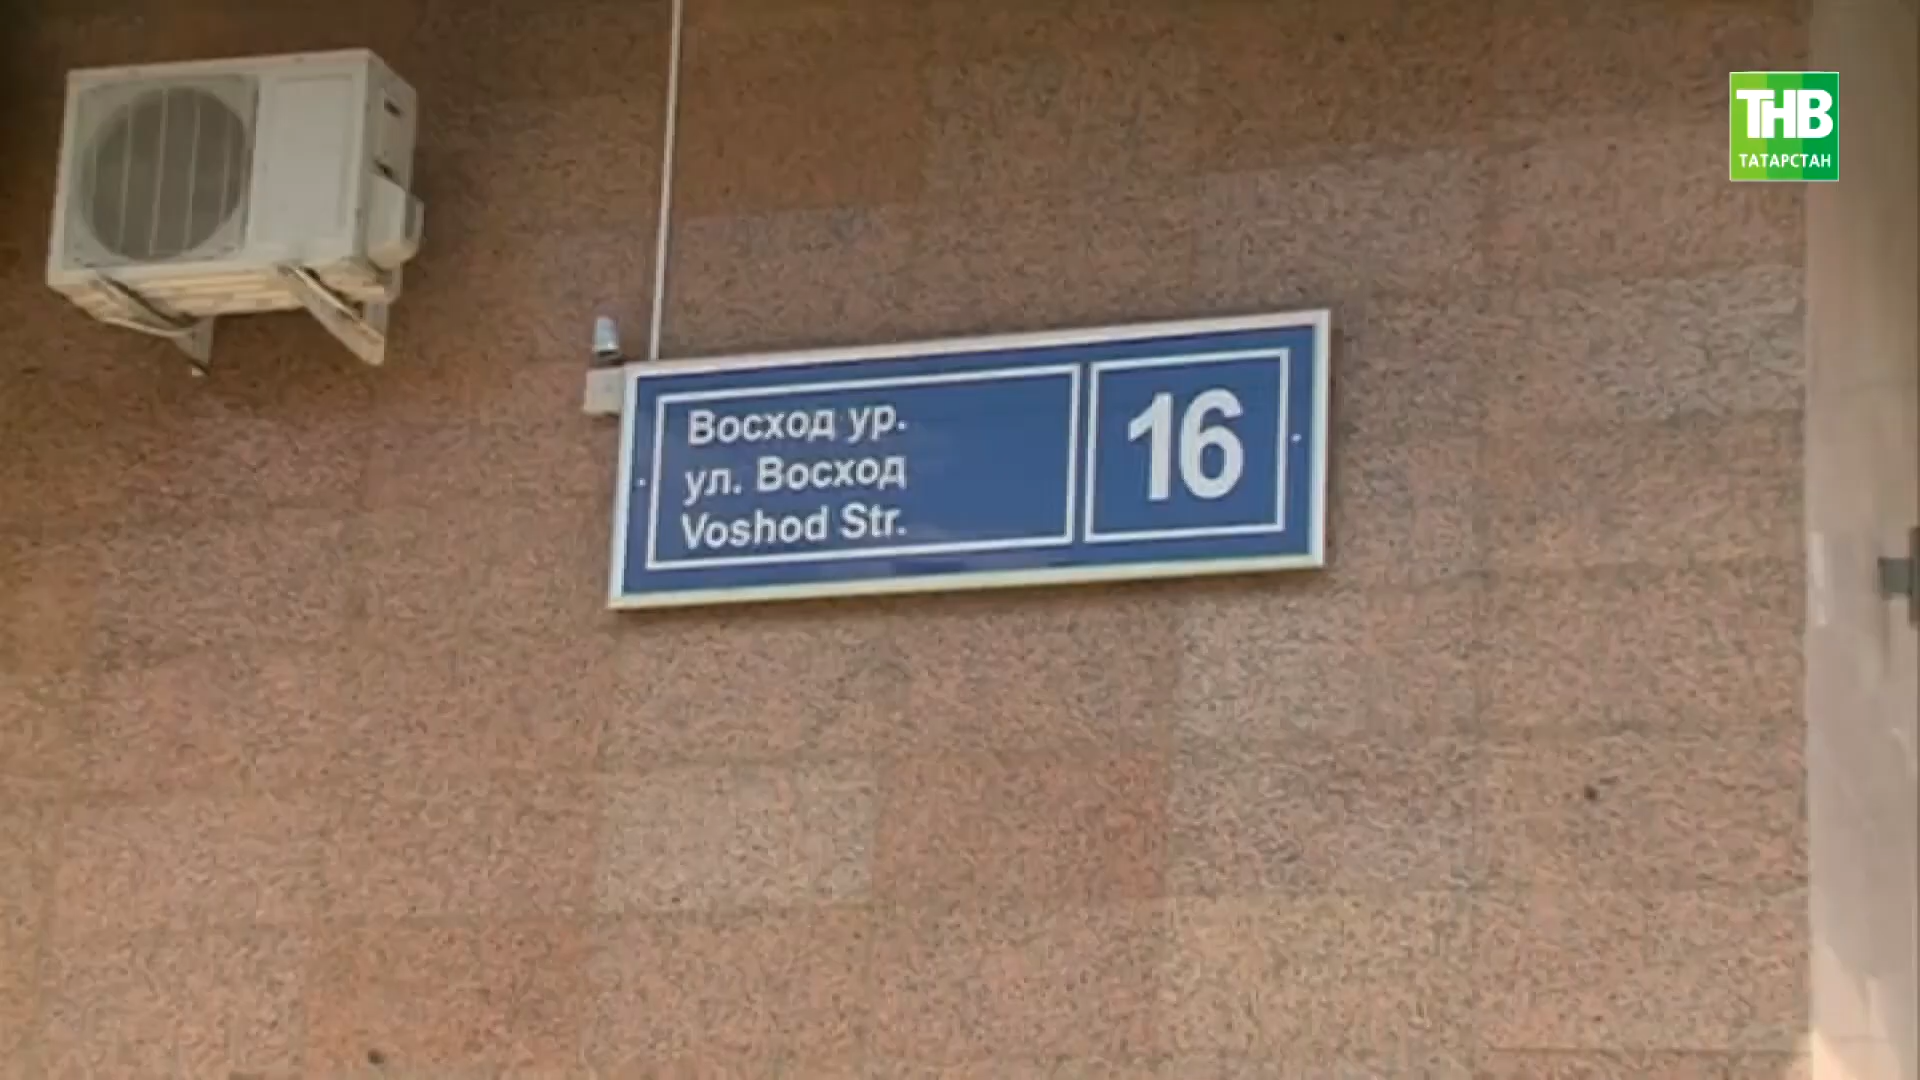 ТНВ
ТАТАРСТАН
Восход ур.
ул. Восход
Voshod Str.
16